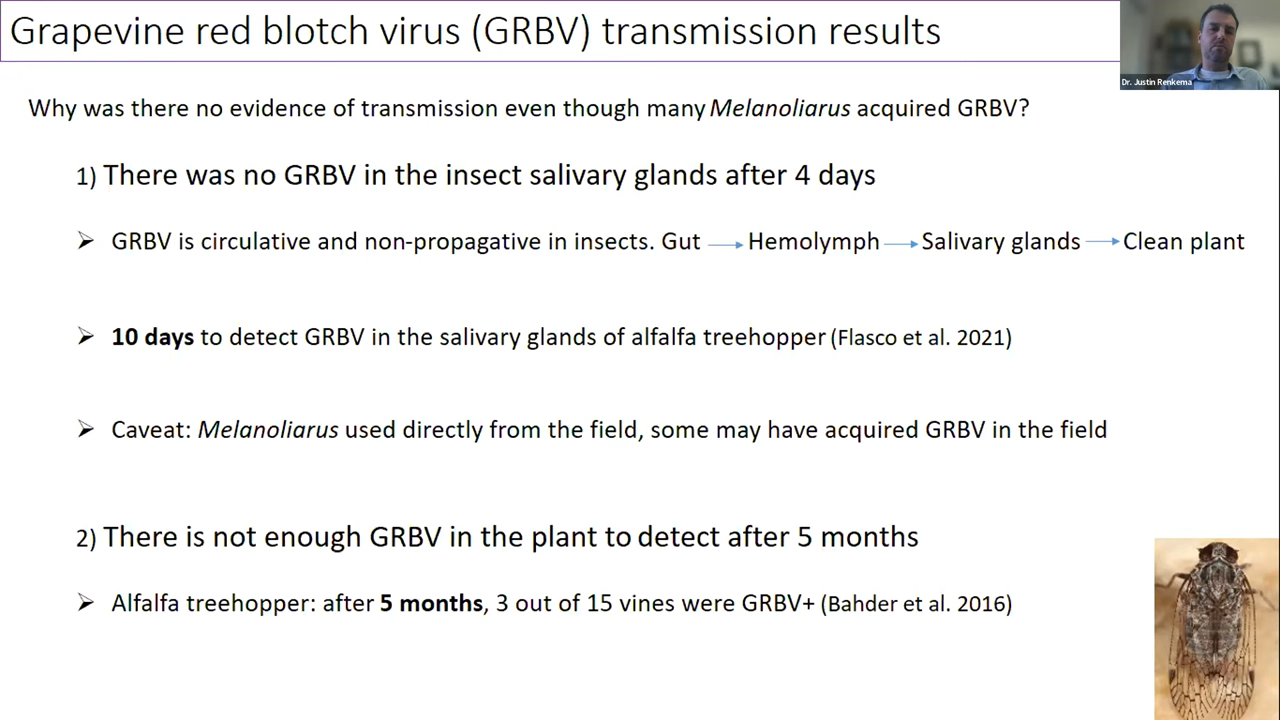 Grapevine red blotch virus (GRBV) transmission results
Dr. Justin Renkema
Why was there no evidence of transmission even though many Melanoliarus acquired GRBV?
1) There was no GRBV in the insect salivary glands after 4 days
➢ GRBV is circulative and non-propagative in insects. Gut → Hemolymph → Salivary glands → Clean plant
➢ 10 days to detect GRBV in the salivary glands of alfalfa treehopper (Flasco et al. 2021)
➢ Caveat: Melanoliarus used directly from the field, some may have acquired GRBV in the field
2) There is not enough GRBV in the plant to detect after 5 months
➢ Alfalfa treehopper: after 5 months, 3 out of 15 vines were GRBV+ (Bahder et al. 2016)